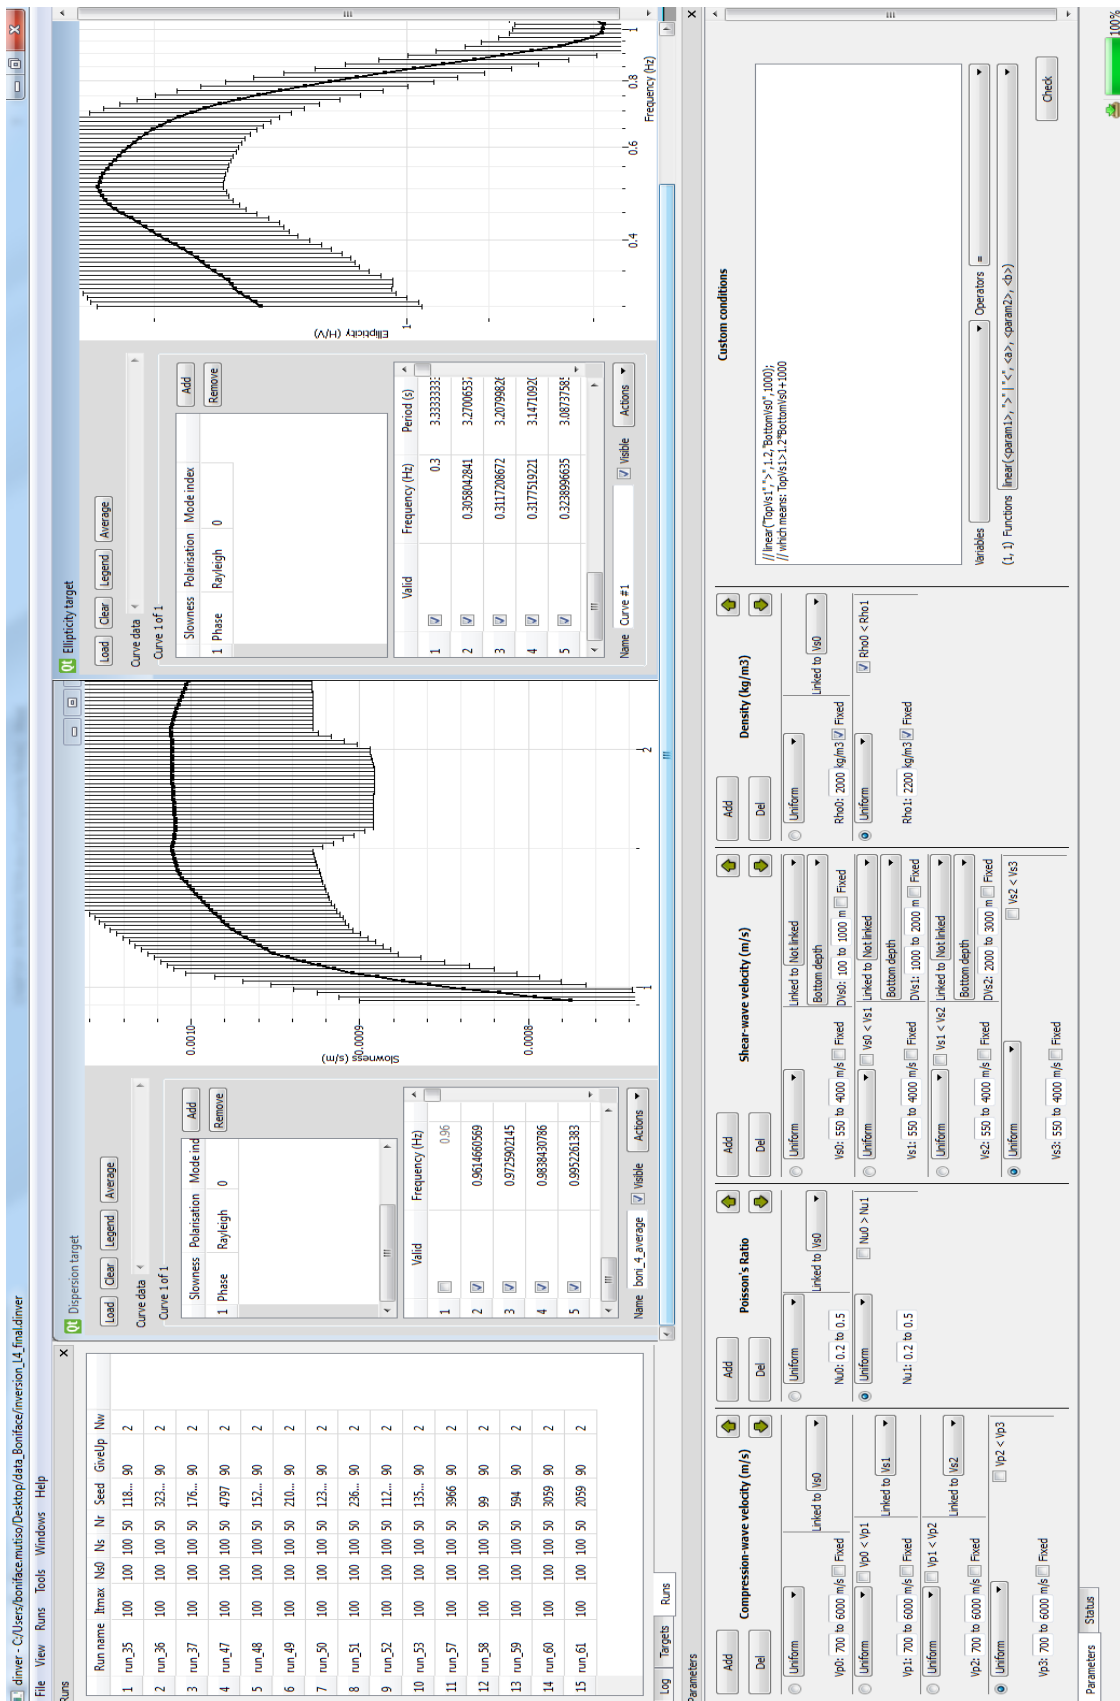 dinver - C:/Users/boniface.mutiso/Desktop/data_Boniface/inversion_L4_final.dinver
File View Runs Tools Windows Help
Runs
Run name Itmax Ns0 Ns Nr Seed GiveUp Nw
1 run_35 100 100 100 50 118... 90 2
2 run_36 100 100 100 50 323... 90 2
3 run_37 100 100 100 50 176... 90 2
4 run_47 100 100 100 50 4797 90 2
5 run_48 100 100 100 50 152... 90 2
6 run_49 100 100 100 50 210... 90 2
7 run_50 100 100 100 50 123... 90 2
8 run_51 100 100 100 50 236... 90 2
9 run_52 100 100 100 50 112... 90 2
10 run_53 100 100 100 50 135... 90 2
11 run_57 100 100 100 50 3966 90 2
12 run_58 100 100 100 50 99 90 2
13 run_59 100 100 100 50 594 90 2
14 run_60 100 100 100 50 3059 90 2
15 run_61 100 100 100 50 2059 90 2
Log Targets Runs
Qt Dispersion target
Load Clear Legend Average
Curve data
Curve 1 of 1
Slowness Polarisation Mode ind
1 Phase Rayleigh 0
Add
Remove
Valid Frequency (Hz)
1 0.96
2 0.9614660569
3 0.9725902145
4 0.9838430786
5 0.9952261383
Name boni_4_average Visible Actions
Slowness (s/m)
0.0010
0.0009
0.0008
1 2
Qt Ellipticity target
Load Clear Legend Average
Curve data
Curve 1 of 1
Slowness Polarisation Mode index
1 Phase Rayleigh 0
Add
Remove
Valid Frequency (Hz) Period (s)
1 0.3 3.3333333
2 0.3058042841 3.2700653
3 0.3117208672 3.2079982
4 0.3177519221 3.1471092
5 0.3238996635 3.0873758
Name Curve #1 Visible Actions
Ellipticity (H/V)
1
0.4 0.6 0.8 1
Frequency (Hz)
Parameters
Compression-wave velocity (m/s)
Add
Del
Uniform
Linked to Vs0
Vp0: 700 to 6000 m/s Fixed
Uniform Vp0 < Vp1
Linked to Vs1
Vp1: 700 to 6000 m/s Fixed
Uniform Vp1 < Vp2
Linked to Vs2
Vp2: 700 to 6000 m/s Fixed
Uniform Vp2 < Vp3
Vp3: 700 to 6000 m/s Fixed
Poisson's Ratio
Add
Del
Uniform
Linked to Vs0
Nu0: 0.2 to 0.5
Uniform Nu0 > Nu1
Nu1: 0.2 to 0.5
Shear-wave velocity (m/s)
Add
Del
Uniform Linked to Not linked
Bottom depth
Vs0: 550 to 4000 m/s Fixed DVs0: 100 to 1000 m Fixed
Uniform Vs0 < Vs1 Linked to Not linked
Bottom depth
Vs1: 550 to 4000 m/s Fixed DVs1: 1000 to 2000 m Fixed
Uniform Vs1 < Vs2 Linked to Not linked
Bottom depth
Vs2: 550 to 4000 m/s Fixed DVs2: 2000 to 3000 m Fixed
Uniform Vs2 < Vs3
Vs3: 550 to 4000 m/s Fixed
Density (kg/m3)
Add
Del
Uniform
Linked to Vs0
Rho0: 2000 kg/m3 Fixed
Uniform Rho0 < Rho1
Rho1: 2200 kg/m3 Fixed
Custom conditions
// linear("TopVs1",">",1.2,"BottomVs0",1000);
// which means: TopVs1>1.2*BottomVs0+1000
Variables Operators =
(1, 1) Functions linear(<param1>, ">" | "<", <a>, <param2>, <b>)
Check
Parameters Status
100%